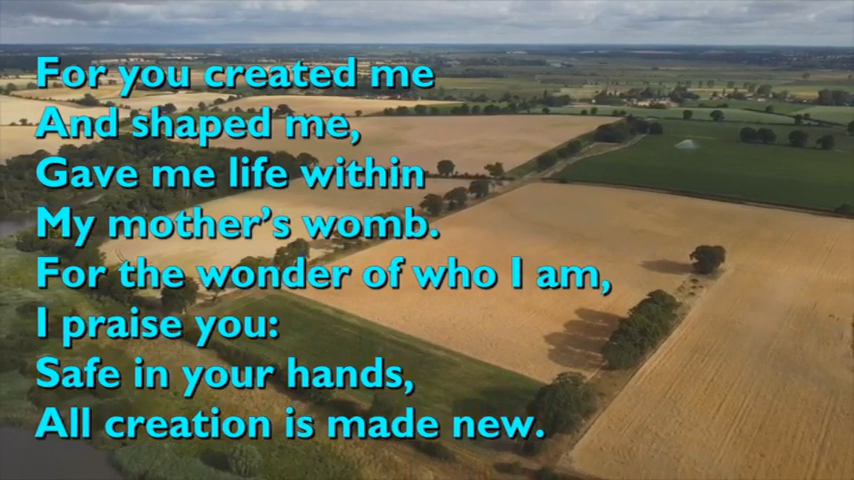 For you created me
And shaped me,
Gave me life within
My mother’s womb.
For the wonder of who I am,
I praise you:
Safe in your hands,
All creation is made new.